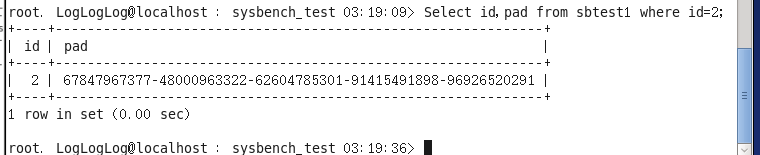 root. LogLogLog@localhost : sysbench_test 03:19:09> Select id,pad from sbtest1 where id=2;
+----+-------------------------------------------------------------+
| id | pad                                                         |
+----+-------------------------------------------------------------+
|  2 | 67847967377-48000963322-62604785301-91415491898-96926520291 |
+----+-------------------------------------------------------------+
1 row in set (0.00 sec)
root. LogLogLog@localhost : sysbench_test 03:19:36>